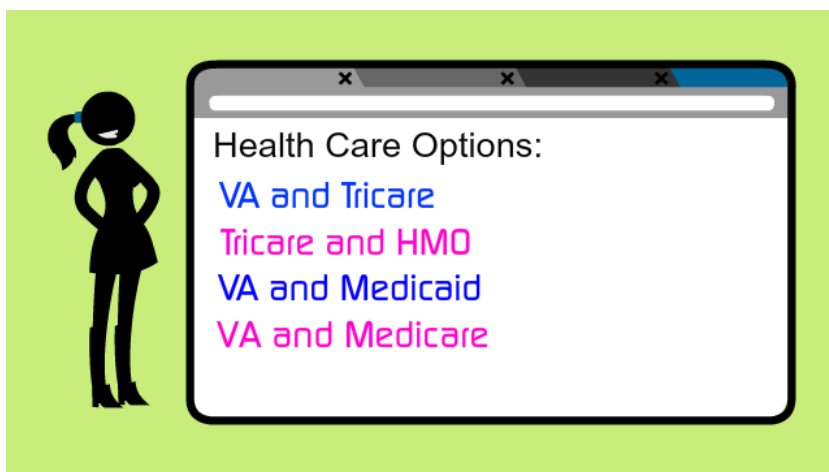 Health Care Options:
VA and Tricare
Tricare and HMO
VA and Medicaid
VA and Medicare